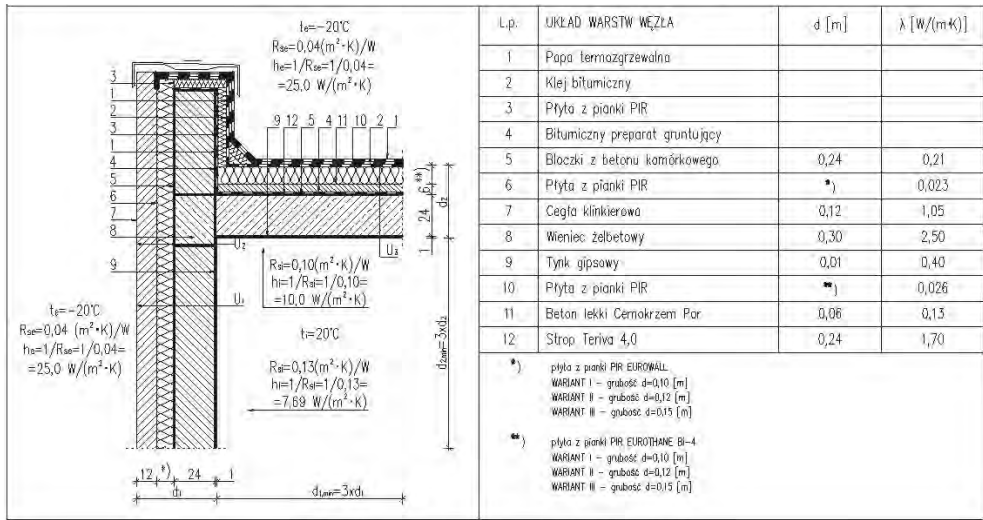 te=-20°C
Rse=0,04(m²·K)/W
he=1/Rse=1/0,04=
=25,0 W/(m²·K)
3
1
2
3
1
4
5
6
7
8
9
9 12 5 4 11 10 2 1
6 **)
24
1
d₂
d2min=3xd₂
U₂
U₃
U₁
Rsi=0,10(m²·K)/W
hi=1/Rsi=1/0,10=
=10,0 W/(m²·K)
ti=20°C
Rsi=0,13(m²·K)/W
hi=1/Rsi=1/0,13=
=7,69 W/(m²·K)
te=-20°C
Rse=0,04 (m²·K)/W
he=1/Rse=1/0,04=
=25,0 W/(m²·K)
12 *) 24 1
d₁
d1,min=3xd₁
L.p. UKŁAD WARSTW WĘZŁA d [m] λ [W/(m·K)]
1 Papa termozgrzewalna
2 Klej bitumiczny
3 Płyta z pianki PIR
4 Bitumiczny preparat gruntujący
5 Bloczki z betonu komórkowego 0,24 0,21
6 Płyta z pianki PIR *) 0,023
7 Cegła klinkierowa 0,12 1,05
8 Wieniec żelbetowy 0,30 2,50
9 Tynk gipsowy 0,01 0,40
10 Płyta z pianki PIR **) 0,026
11 Beton lekki Cemokrzem Por 0,06 0,13
12 Strop Teriva 4,0 0,24 1,70
*) płyta z pianki PIR EUROWALL
WARIANT I – grubość d=0,10 [m]
WARIANT II – grubość d=0,12 [m]
WARIANT III – grubość d=0,15 [m]
**) płyta z pianki PIR EUROTHANE BI-4
WARIANT I – grubość d=0,10 [m]
WARIANT II – grubość d=0,12 [m]
WARIANT III – grubość d=0,15 [m]